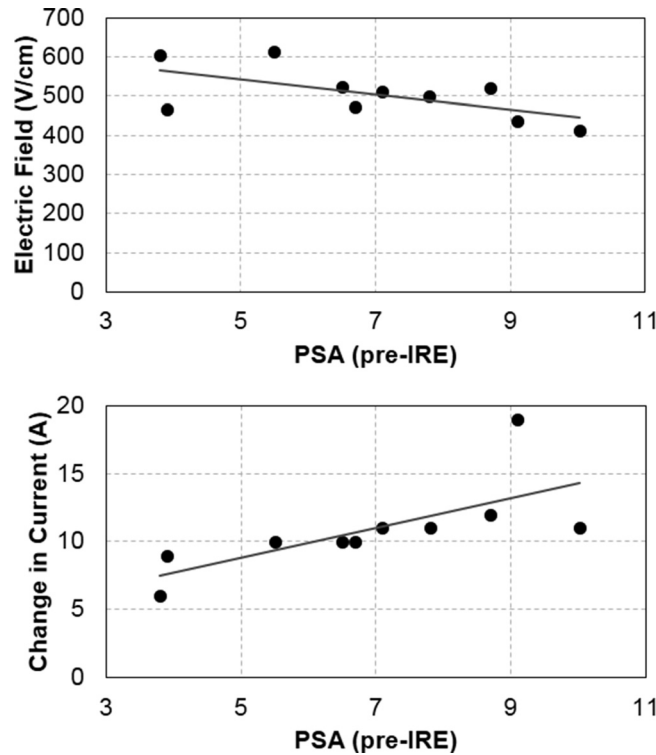 700
600
500
400
300
200
100
0
Electric Field (V/cm)
3 5 7 9 11
PSA (pre-IRE)
20
15
10
5
0
Change in Current (A)
3 5 7 9 11
PSA (pre-IRE)